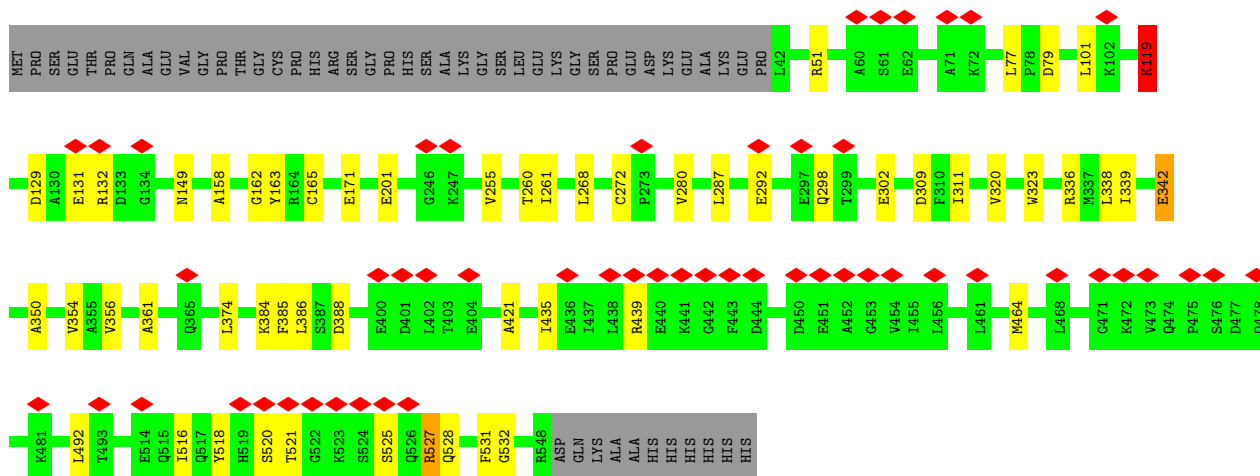 MET PRO SER GLU THR PRO GLN ALA GLU VAL GLY PRO THR GLY CYS PRO HIS ARG SER GLY PRO HIS SER ALA LYS GLY SER LEU GLU LYS GLY SER PRO GLU ASP LYS GLU ALA LYS GLU PRO L42 R51 A60 S61 E62 A71 K72 L77 P78 D79 L101 K102 K119
D129 A130 E131 R132 D133 G134 N149 A158 G162 Y163 R164 C165 E171 E201 G246 K247 V255 T260 I261 L268 C272 P273 V280 L287 E292 E297 Q298 T299 E302 D309 F310 I311 V320 W323 R336 M337 L338 I339 E342
A350 V354 A355 V356 A361 Q365 L374 K384 F385 L386 S387 D388 E400 D401 L402 T403 E404 A421 I435 E436 I437 L438 R439 E440 K441 G442 F443 D444 D450 E451 A452 G453 V454 I455 L456 L461 M464 L468 G471 K472 V473 Q474 P475 S476 D477
K481 L492 T493 E514 Q515 I516 Q517 Y518 H519 S520 T521 G522 K523 S524 S525 Q526 R527 Q528 F531 G532 R548 ASP GLN LYS ALA ALA HIS HIS HIS HIS HIS HIS